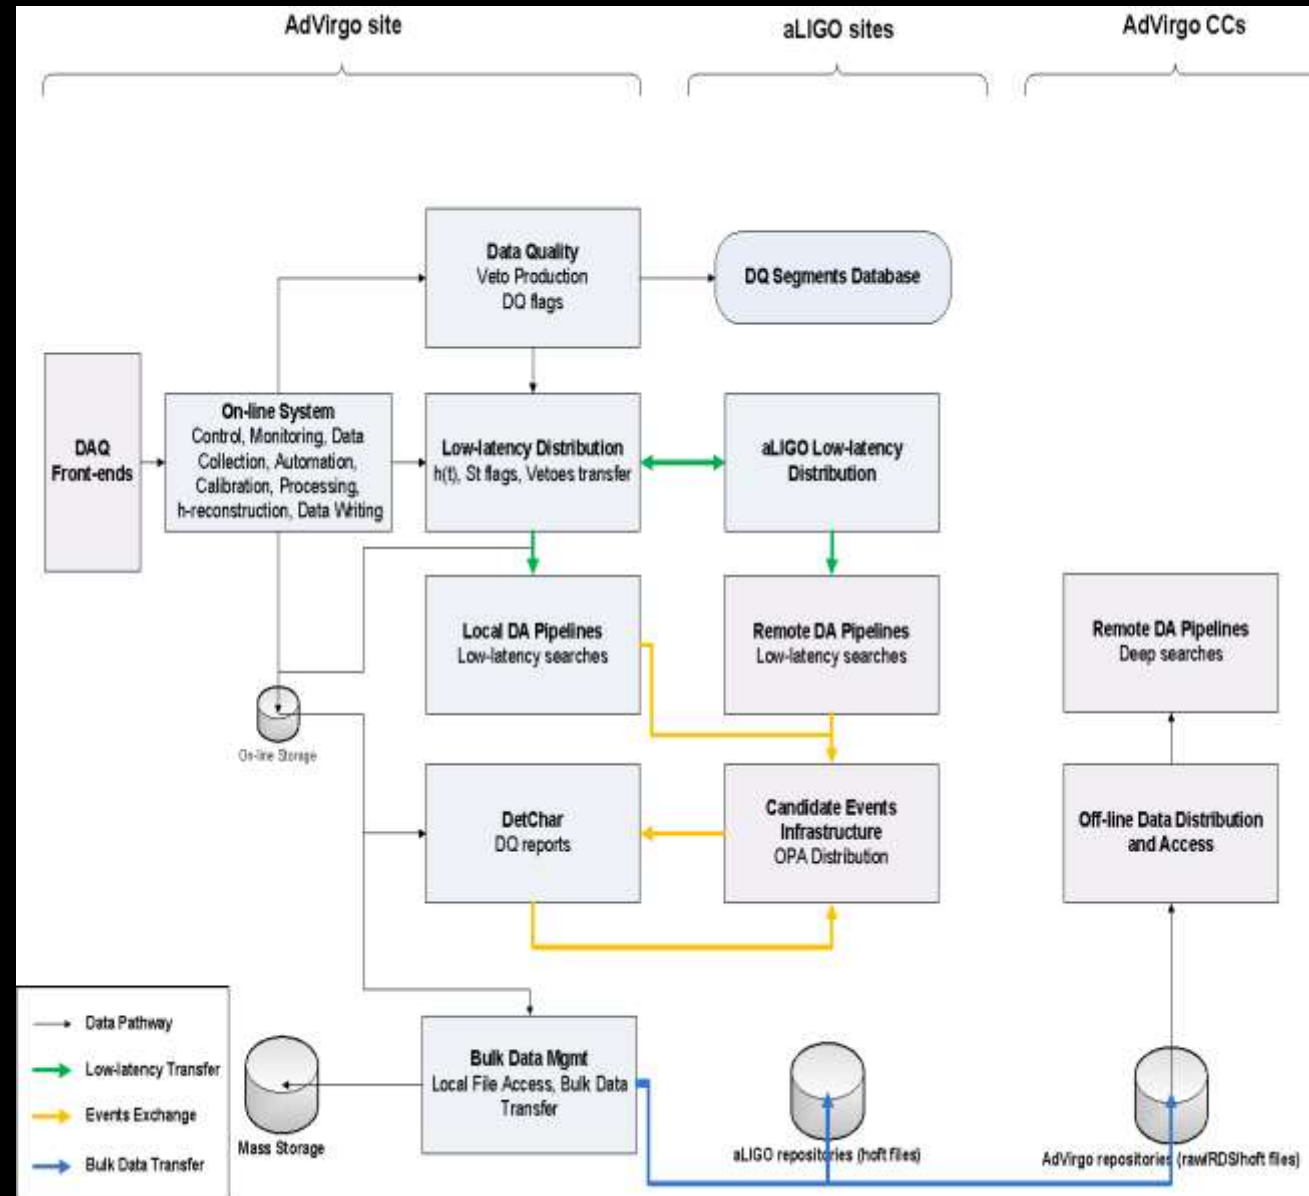 AdVirgo site
aLIGO sites
AdVirgo CCs
Data Quality
Veto Production
DQ flags
DQ Segments Database
DAQ
Front-ends
On-line System
Control, Monitoring, Data
Collection, Automation,
Calibration, Processing,
h-reconstruction, Data Writing
Low-latency Distribution
h(t), St flags, Vetoes transfer
aLIGO Low-latency
Distribution
Local DA Pipelines
Low-latency searches
Remote DA Pipelines
Low-latency searches
Remote DA Pipelines
Deep searches
On-line Storage
DetChar
DQ reports
Candidate Events
Infrastructure
OPA Distribution
Off-line Data Distribution
and Access
Data Pathway
Low-latency Transfer
Events Exchange
Bulk Data Transfer
Mass Storage
Bulk Data Mgmt
Local File Access, Bulk Data
Transfer
aLIGO repositories (hoft files)
AdVirgo repositories (raw/RDS/hoft files)